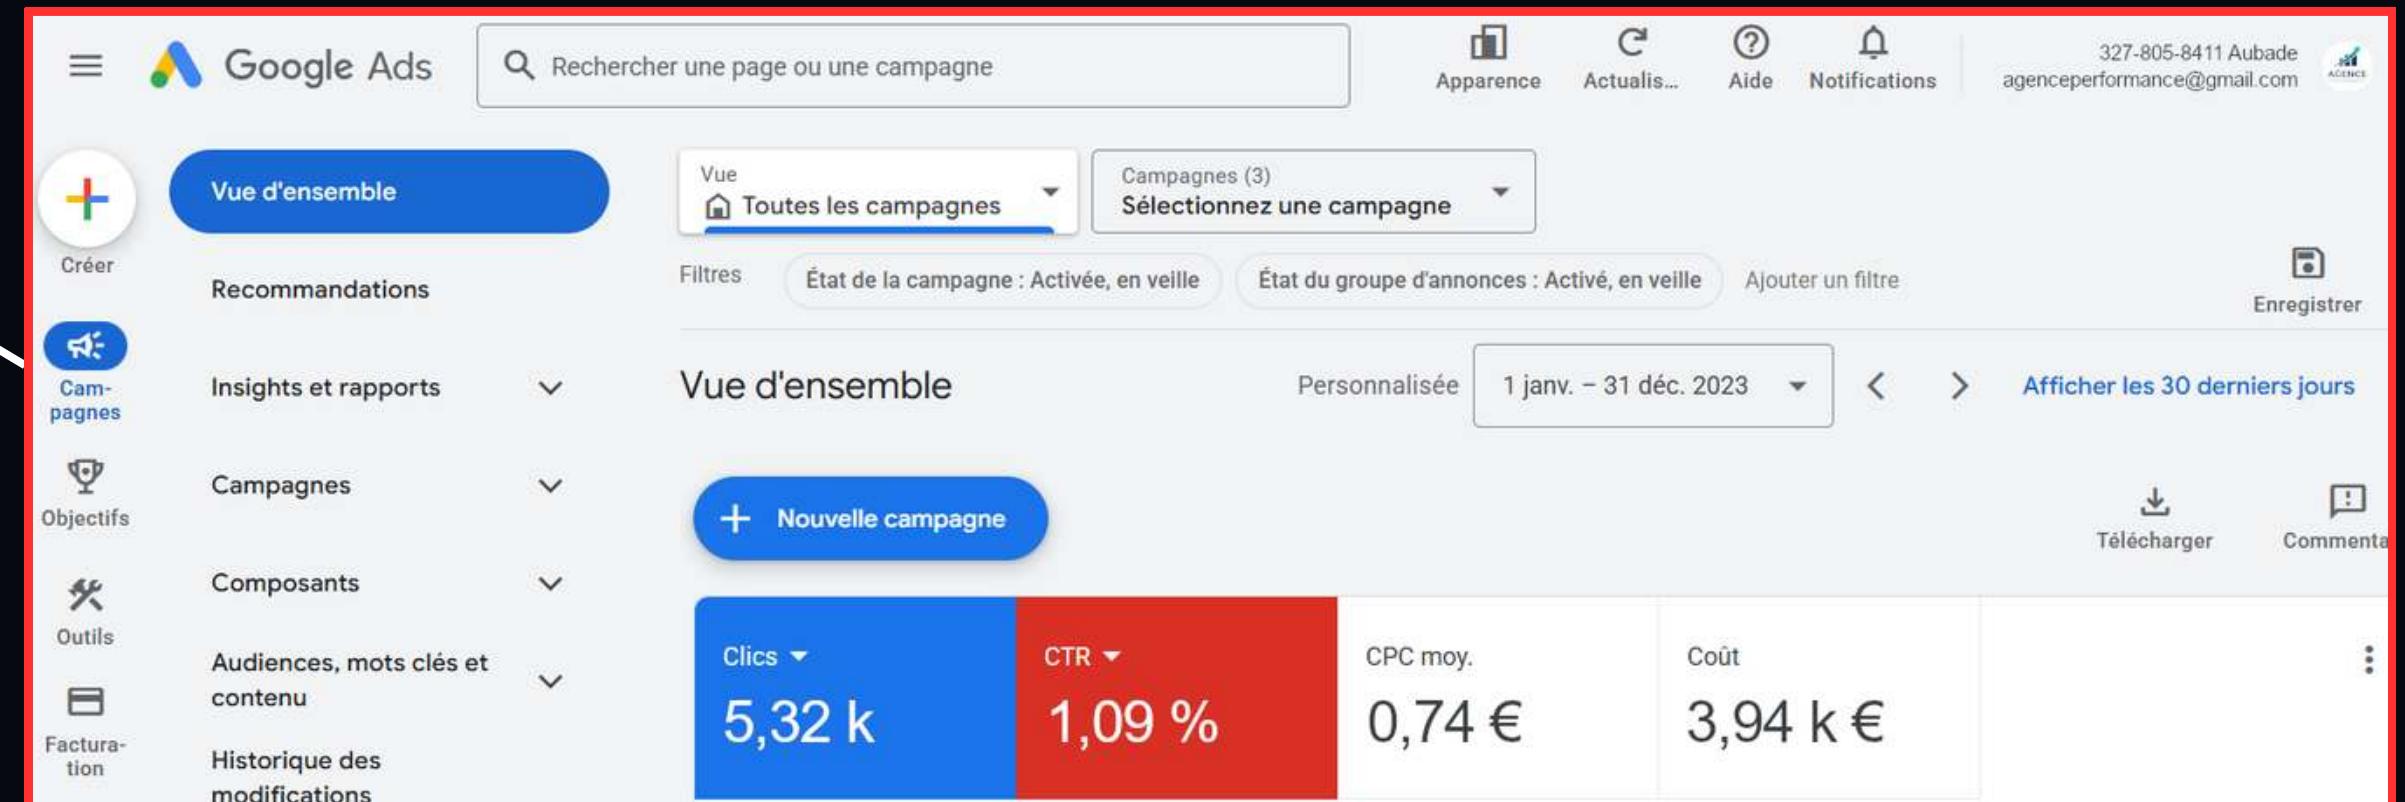 Google Ads
Rechercher une page ou une campagne
Apparence
Actualis...
Aide
Notifications
327-805-8411 Aubade
agenceperformance@gmail.com
AGENCE
Créer
Cam-
pagnes
Objectifs
Outils
Factura-
tion
Vue d'ensemble
Recommandations
Insights et rapports
Campagnes
Composants
Audiences, mots clés et
contenu
Historique des
modifications
Vue
Toutes les campagnes
Campagnes (3)
Sélectionnez une campagne
Filtres
État de la campagne : Activée, en veille
État du groupe d'annonces : Activé, en veille
Ajouter un filtre
Enregistrer
Vue d'ensemble
Personnalisée
1 janv. – 31 déc. 2023
Afficher les 30 derniers jours
Nouvelle campagne
Télécharger
Commenta
Clics
5,32 k
CTR
1,09 %
CPC moy.
0,74 €
Coût
3,94 k €